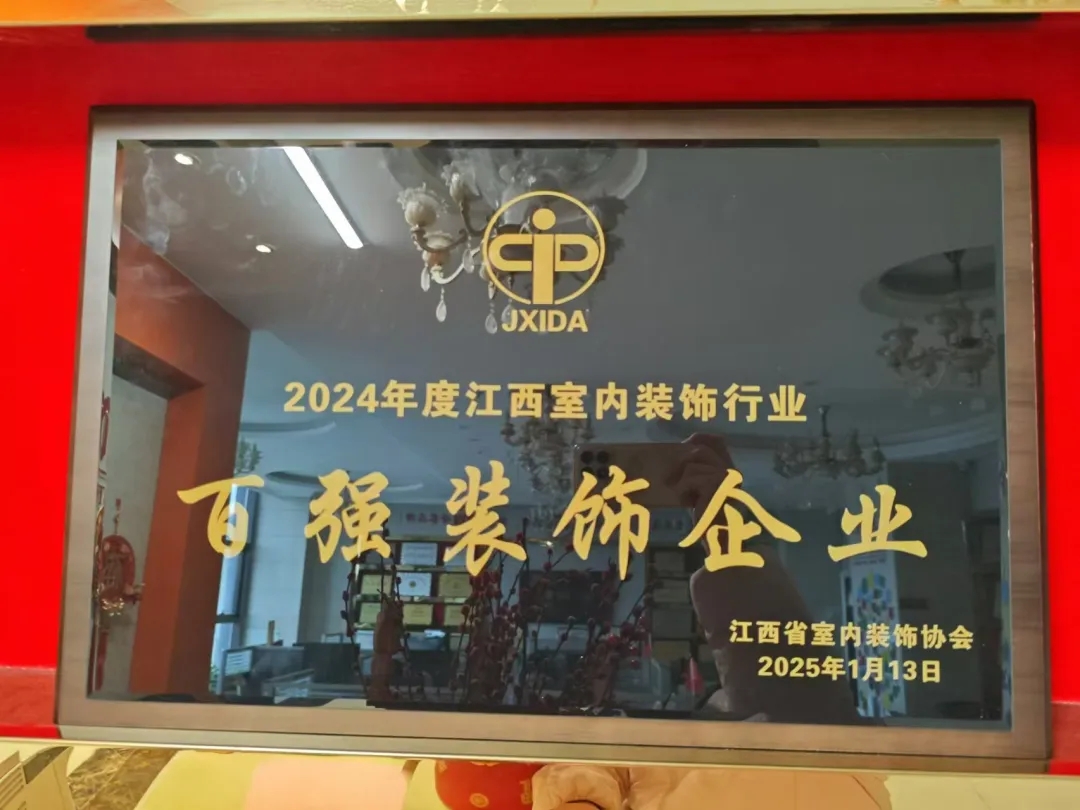 JXIDA
2024年度江西室内装饰行业
百强装饰企业
江西省室内装饰协会
2025年1月13日